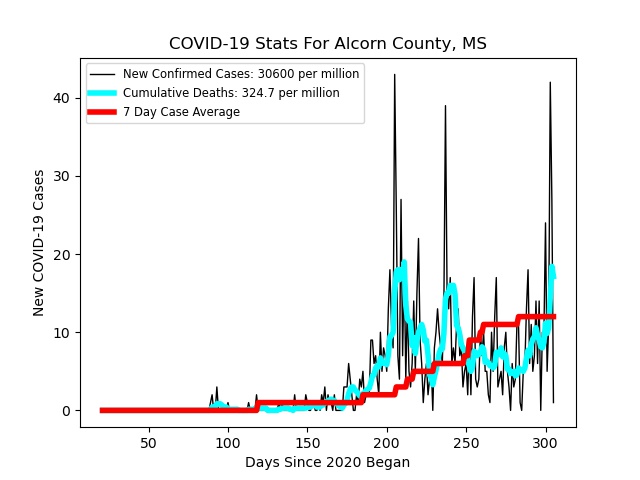 COVID-19 Stats For Alcorn County, MS
New Confirmed Cases: 30600 per million
Cumulative Deaths: 324.7 per million
7 Day Case Average
New COVID-19 Cases
40
30
20
10
0
50 100 150 200 250 300
Days Since 2020 Began